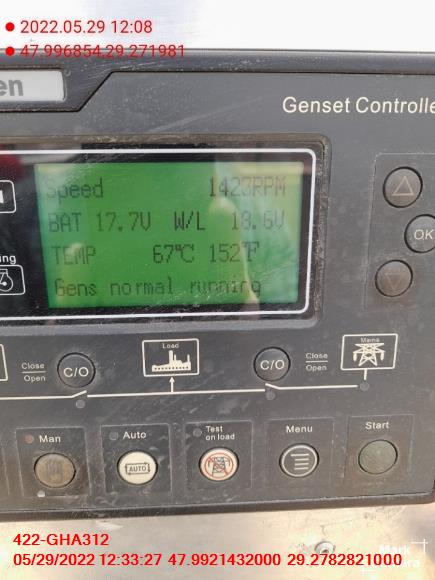 2022.05.29 12:08
47.996854.29.271981
en
Genset Controlle
Speed 1423RPM
BAT 17.7V W/L 18.6V
TEMP 67℃ 152℉
Gens normal running
OK
ing
Load
Mains
Close
Open
C/O
C/O
Close
Open
Man
Auto
Test
on load
Menu
Start
AUTO
422-GHA312
05/29/2022 12:33:27 47.9921432000 29.2782821000